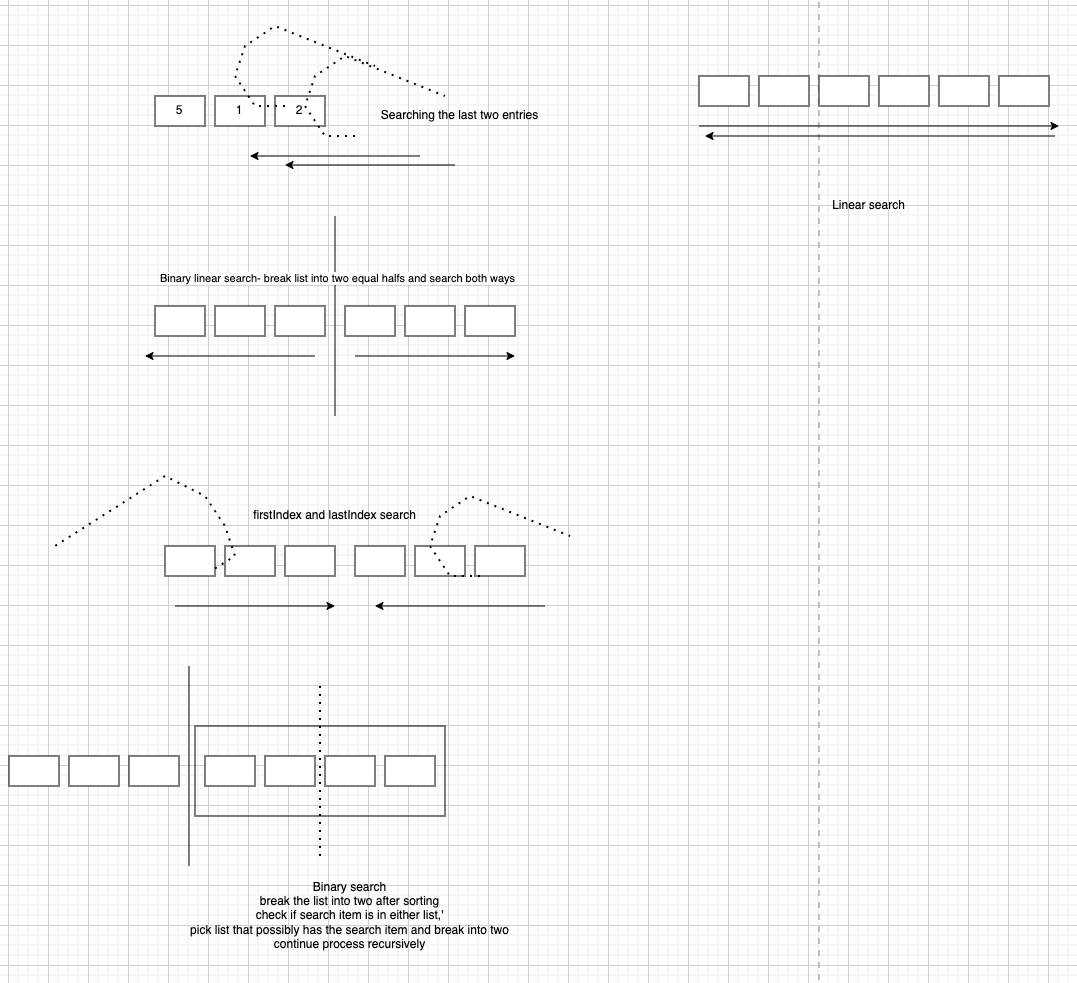 5 1 2
Searching the last two entries
Linear search
Binary linear search- break list into two equal halfs and search both ways
firstIndex and lastIndex search
Binary search
break the list into two after sorting
check if search item is in either list,'
pick list that possibly has the search item and break into two
continue process recursively